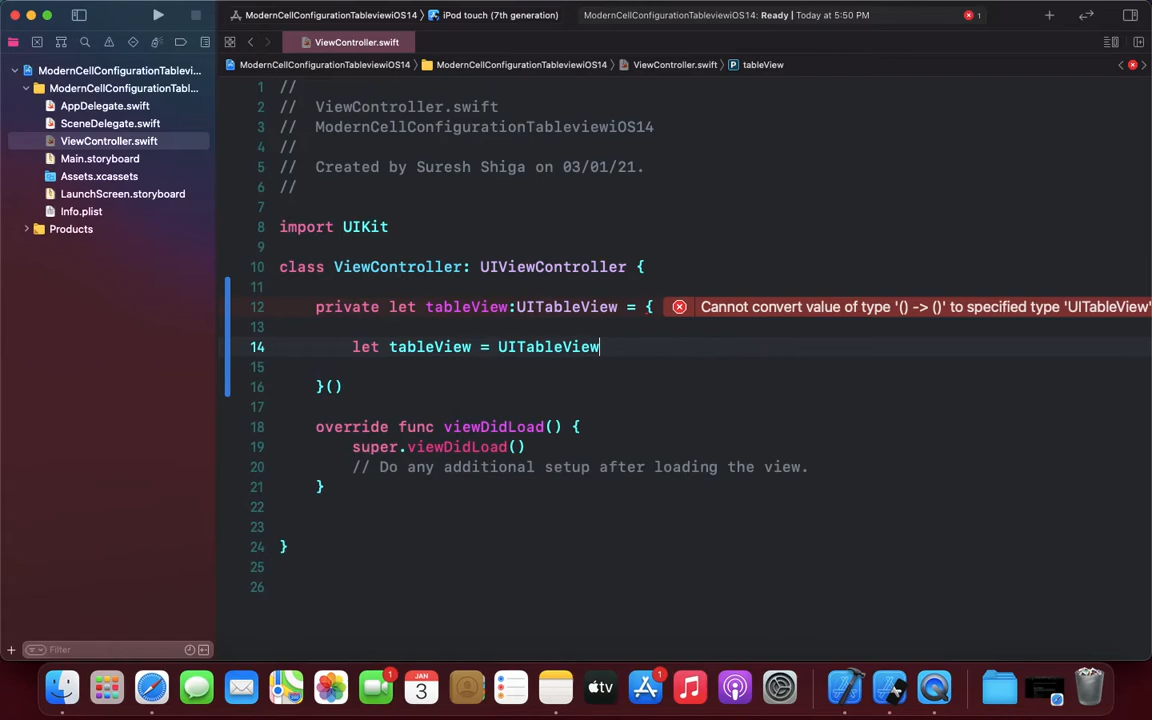 ModernCellConfigurationTableviewiOS14 〉 iPod touch (7th generation)
ModernCellConfigurationTableviewiOS14: Ready | Today at 5:50 PM
1
ViewController.swift
ModernCellConfigurationTablevi...
ModernCellConfigurationTabl...
AppDelegate.swift
SceneDelegate.swift
ViewController.swift
Main.storyboard
Assets.xcassets
LaunchScreen.storyboard
Info.plist
Products
Filter
ModernCellConfigurationTableviewiOS14 〉 ModernCellConfigurationTableviewiOS14 〉 ViewController.swift 〉 P tableView
1 //
2 //  ViewController.swift
3 //  ModernCellConfigurationTableviewiOS14
4 //
5 //  Created by Suresh Shiga on 03/01/21.
6 //
7
8 import UIKit
9
10 class ViewController: UIViewController {
11
12     private let tableView:UITableView = { Cannot convert value of type '() -> ()' to specified type 'UITableView'
13
14         let tableView = UITableView
15
16     }()
17
18     override func viewDidLoad() {
19         super.viewDidLoad()
20         // Do any additional setup after loading the view.
21     }
22
23
24 }
25
26
1
JAN
3
1
tv